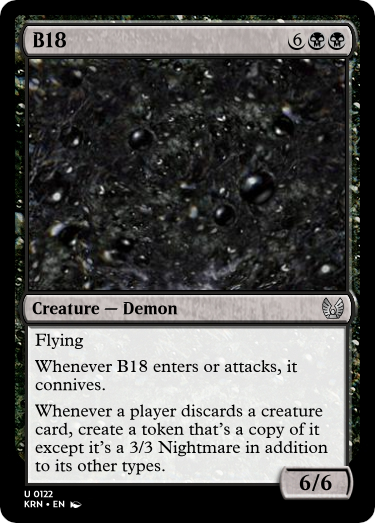 B18 6
Creature — Demon
Flying
Whenever B18 enters or attacks, it
connives.
Whenever a player discards a creature
card, create a token that's a copy of it
except it's a 3/3 Nightmare in addition
to its other types.
6/6
U 0122
KRN • EN